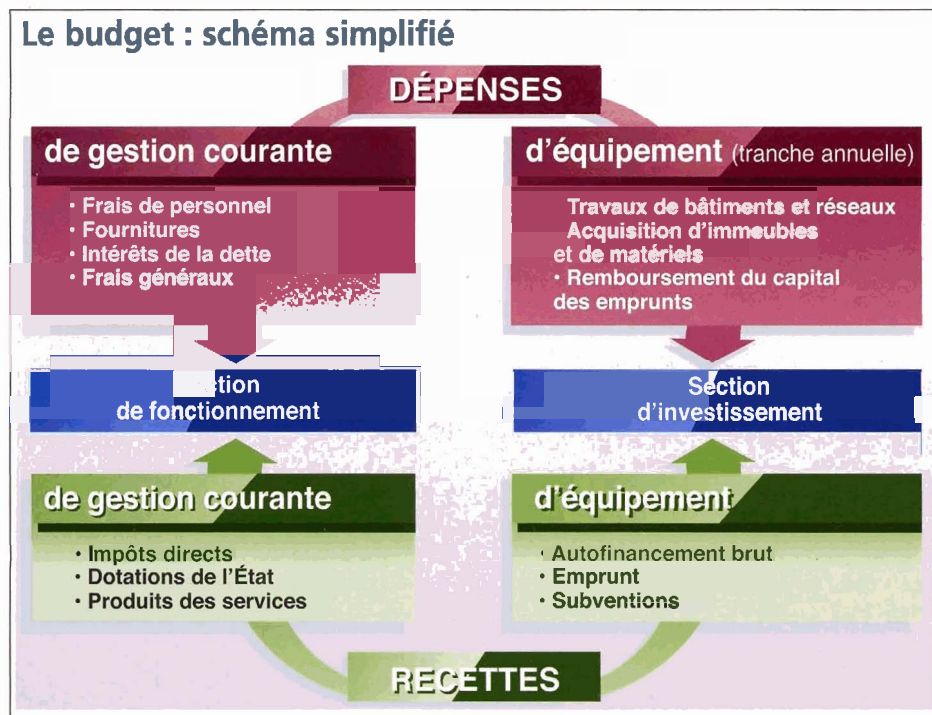 Le budget : schéma simplifié
DÉPENSES
de gestion courante
• Frais de personnel
• Fournitures
• Intérêts de la dette
• Frais généraux
d'équipement (tranche annuelle)
Travaux de bâtiments et réseaux
Acquisition d'immeubles
et de matériels
• Remboursement du capital
des emprunts
ction
de fonctionnement
Section
d'investissement
de gestion courante
• Impôts directs
• Dotations de l'État
• Produits des services
d'équipement
• Autofinancement brut
• Emprunt
• Subventions
RECETTES